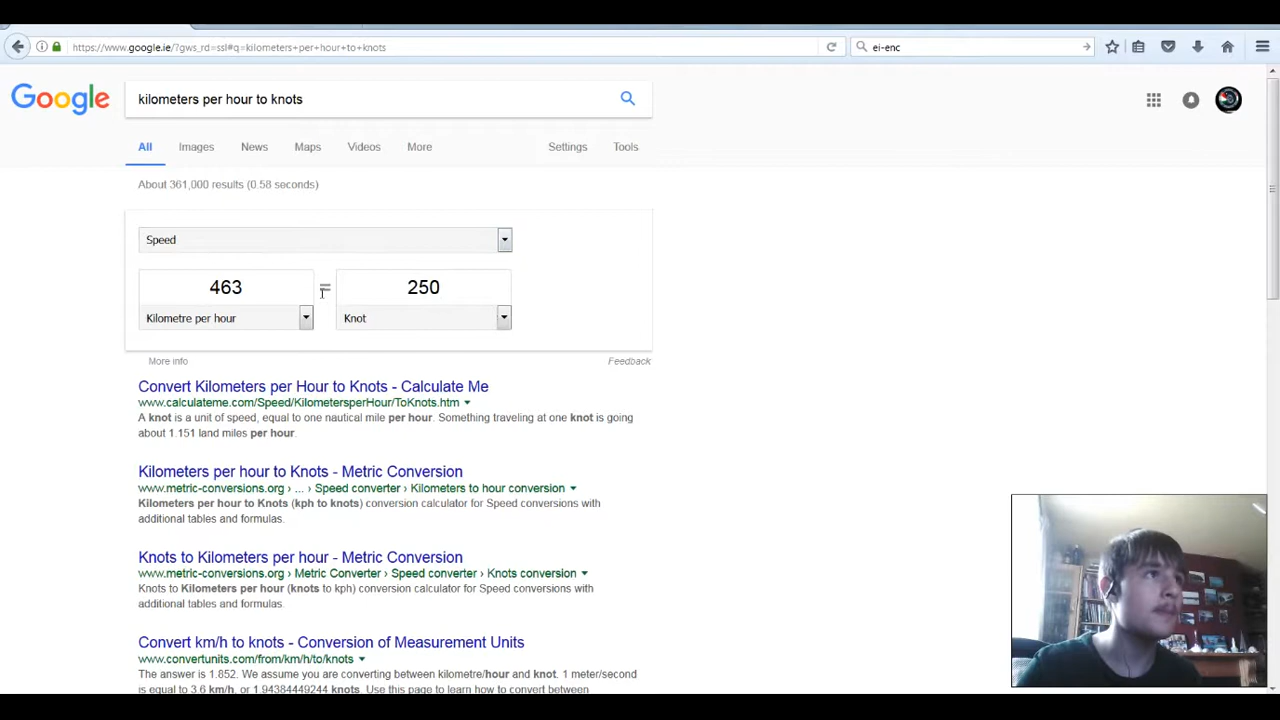 https://www.google.ie/?gws_rd=ssl#q=kilometers+per+hour+to+knots
ei-enc
Google
kilometers per hour to knots
All Images News Maps Videos More Settings Tools
About 361,000 results (0.58 seconds)
Speed
463 = 250
Kilometre per hour Knot
More info Feedback
Convert Kilometers per Hour to Knots - Calculate Me
www.calculateme.com/Speed/KilometersperHour/ToKnots.htm
A knot is a unit of speed, equal to one nautical mile per hour. Something traveling at one knot is going
about 1.151 land miles per hour.
Kilometers per hour to Knots - Metric Conversion
www.metric-conversions.org › ... › Speed converter › Kilometers to hour conversion
Kilometers per hour to Knots (kph to knots) conversion calculator for Speed conversions with
additional tables and formulas.
Knots to Kilometers per hour - Metric Conversion
www.metric-conversions.org › Metric Converter › Speed converter › Knots conversion
Knots to Kilometers per hour (knots to kph) conversion calculator for Speed conversions with
additional tables and formulas.
Convert km/h to knots - Conversion of Measurement Units
www.convertunits.com/from/km/h/to/knots
The answer is 1.852. We assume you are converting between kilometre/hour and knot. 1 meter/second
is equal to 3.6 km/h, or 1.94384449244 knots. Use this page to learn how to convert between